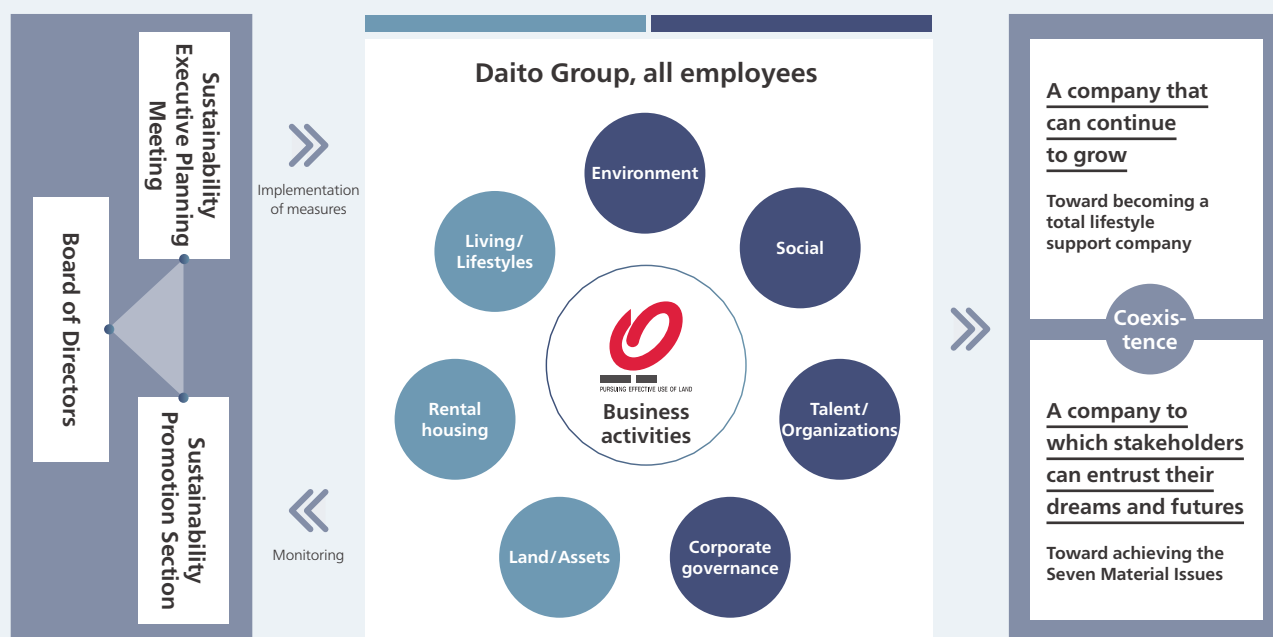 Board of Directors
Sustainability
Executive Planning
Meeting
Sustainability
Promotion Section
Implementation
of measures
Monitoring
Daito Group, all employees
Environment
Living/
Lifestyles
Social
PURSUING EFFECTIVE USE OF LAND
Business
activities
Rental
housing
Talent/
Organizations
Land/Assets
Corporate
governance
A company that
can continue
to grow
Toward becoming a
total lifestyle
support company
Coexis-
tence
A company to
which stakeholders
can entrust their
dreams and futures
Toward achieving the
Seven Material Issues